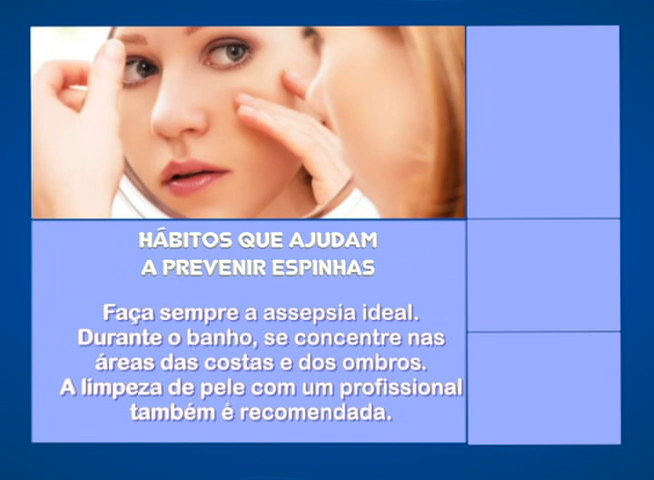 HÁBITOS QUE AJUDAM
A PREVENIR ESPINHAS
Faça sempre a assepsia ideal.
Durante o banho, se concentre nas
áreas das costas e dos ombros.
A limpeza de pele com um profissional
também é recomendada.